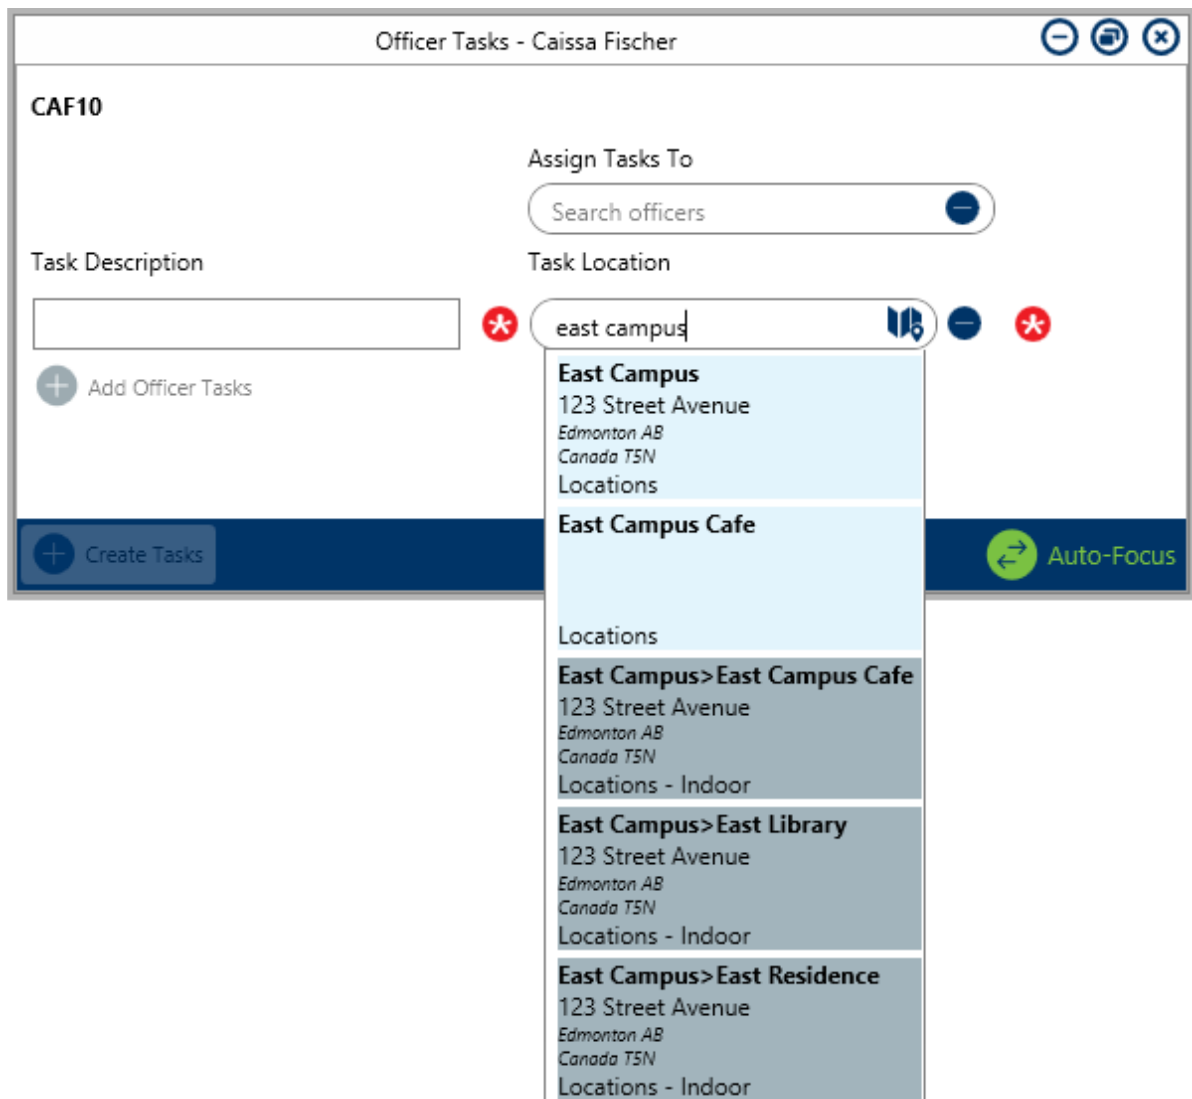 Officer Tasks - Caissa Fischer
CAF10
Assign Tasks To
Search officers
Task Description
Task Location
east campus
Add Officer Tasks
East Campus
123 Street Avenue
Edmonton AB
Canada T5N
Locations
East Campus Cafe
Locations
Create Tasks
Auto-Focus
East Campus>East Campus Cafe
123 Street Avenue
Edmonton AB
Canada T5N
Locations - Indoor
East Campus>East Library
123 Street Avenue
Edmonton AB
Canada T5N
Locations - Indoor
East Campus>East Residence
123 Street Avenue
Edmonton AB
Canada T5N
Locations - Indoor